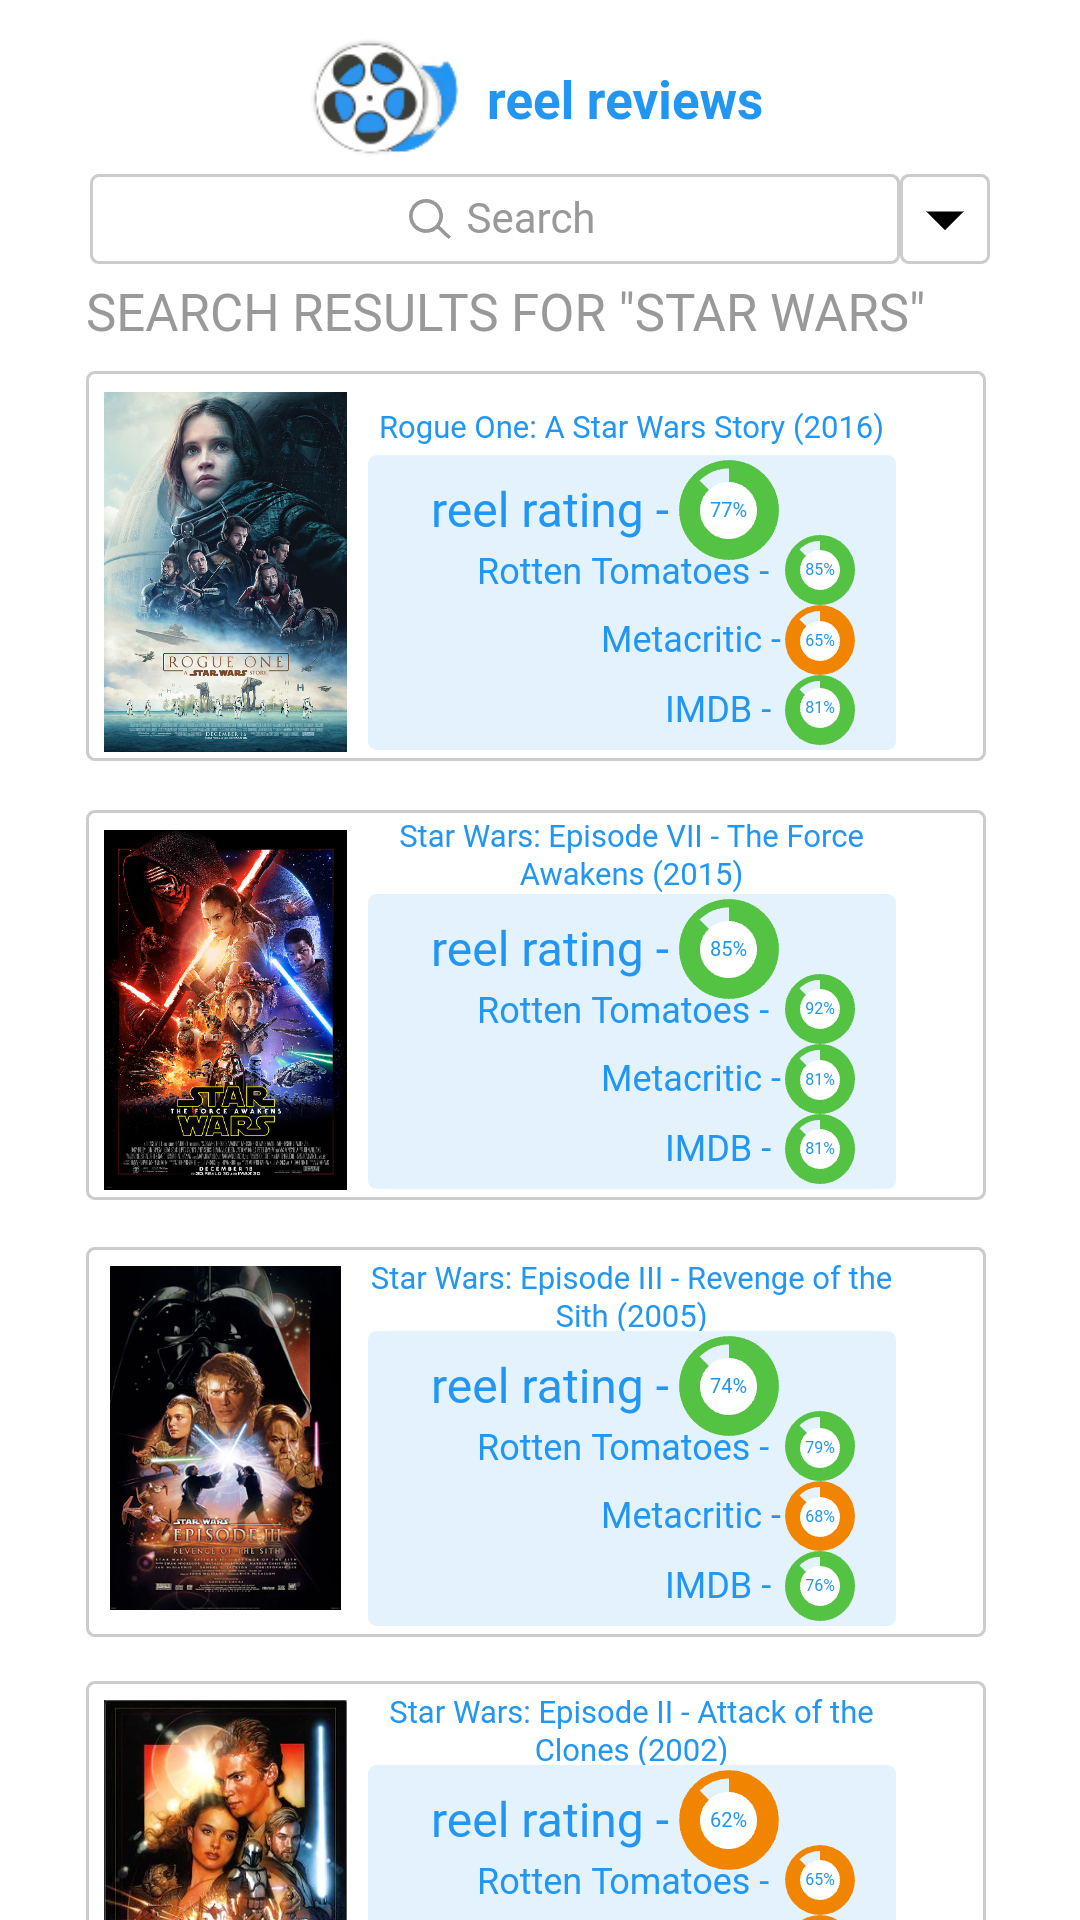 reel reviews
Search
SEARCH RESULTS FOR "STAR WARS"
Rogue One: A Star Wars Story (2016)
reel rating - 77%
Rotten Tomatoes - 85%
Metacritic - 65%
IMDB - 81%
ROGUE ONE
A STAR WARS STORY
DECEMBER 16
Star Wars: Episode VII - The Force
Awakens (2015)
reel rating - 85%
Rotten Tomatoes - 92%
Metacritic - 81%
IMDB - 81%
STAR
THE FORCE AWAKENS
WARS
DECEMBER 18
Star Wars: Episode III - Revenge of the
Sith (2005)
reel rating - 74%
Rotten Tomatoes - 79%
Metacritic - 68%
IMDB - 76%
STAR WARS
EPISODE III
REVENGE OF THE SITH
Star Wars: Episode II - Attack of the
Clones (2002)
reel rating - 62%
Rotten Tomatoes - 65%